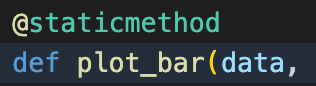 @staticmethod
def plot_bar(data,